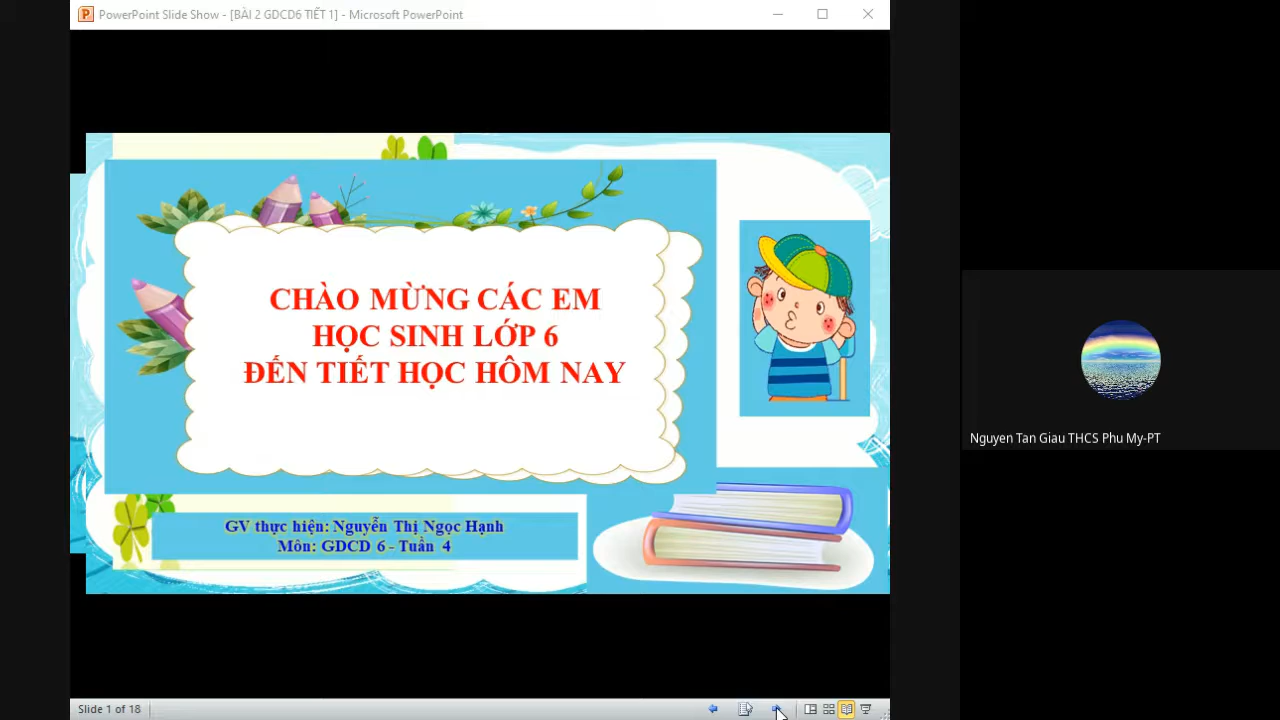 PowerPoint Slide Show - [BÀI 2 GDCD6 TIẾT 1] - Microsoft PowerPoint
CHÀO MỪNG CÁC EM
HỌC SINH LỚP 6
ĐẾN TIẾT HỌC HÔM NAY
GV thực hiện: Nguyễn Thị Ngọc Hạnh
Môn: GDCD 6 - Tuần 4
Nguyen Tan Giau THCS Phu My-PT
Slide 1 of 18